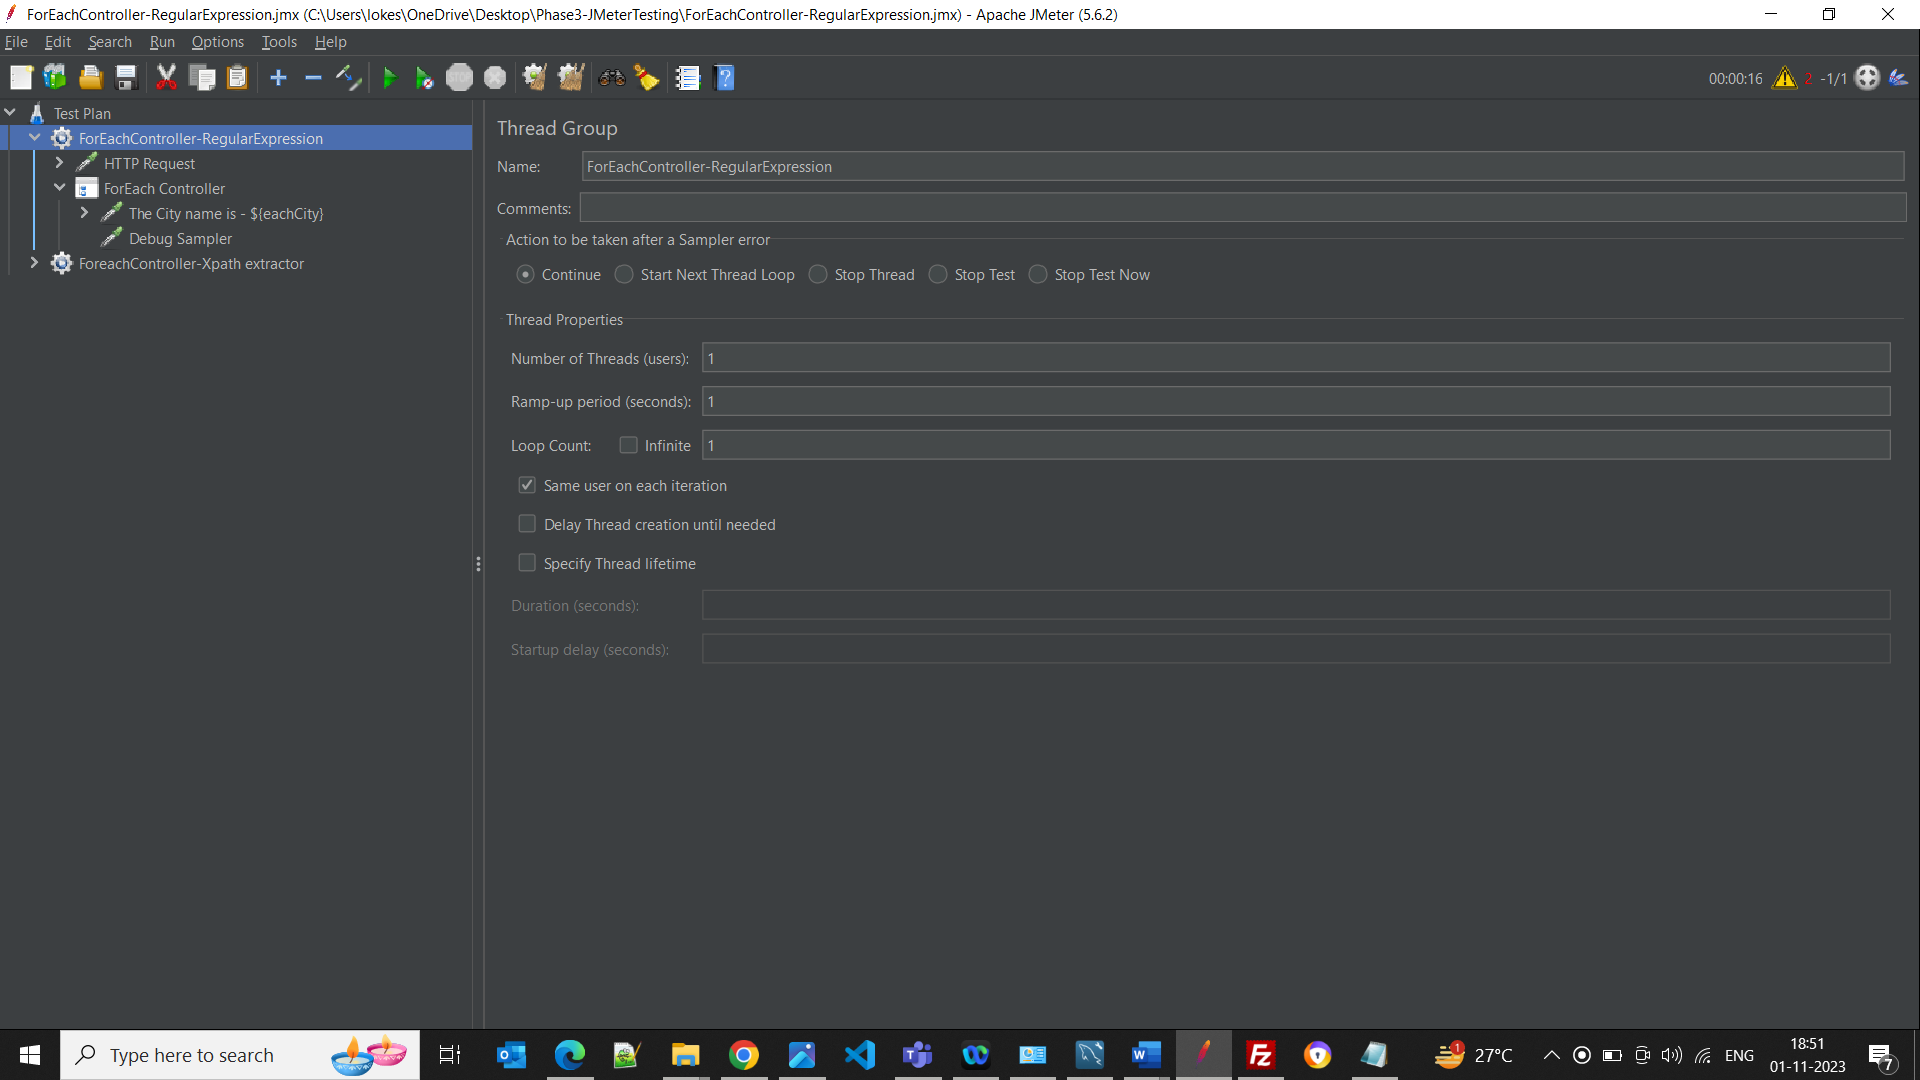 ForEachController-RegularExpression.jmx (C:\Users\lokes\OneDrive\Desktop\Phase3-JMeterTesting\ForEachController-RegularExpression.jmx) - Apache JMeter (5.6.2)
File Edit Search Run Options Tools Help
STOP
00:00:16 2 -1/1
Test Plan
ForEachController-RegularExpression
HTTP Request
ForEach Controller
The City name is - ${eachCity}
Debug Sampler
ForeachController-Xpath extractor
Thread Group
Name: ForEachController-RegularExpression
Comments:
Action to be taken after a Sampler error
Continue Start Next Thread Loop Stop Thread Stop Test Stop Test Now
Thread Properties
Number of Threads (users): 1
Ramp-up period (seconds): 1
Loop Count: Infinite 1
Same user on each iteration
Delay Thread creation until needed
Specify Thread lifetime
Duration (seconds):
Startup delay (seconds):
Type here to search
1
27°C
ENG
18:51
01-11-2023
7